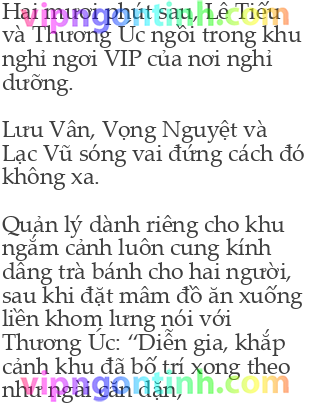 Hai mươi phút sau, Lê Tiếu
và Thương Úc ngồi trong khu
nghỉ ngơi VIP của nơi nghỉ
dưỡng.
Lưu Vân, Vọng Nguyệt và
Lạc Vũ sóng vai đứng cách đó
không xa.
Quản lý dành riêng cho khu
ngắm cảnh luôn cung kính
dâng trà bánh cho hai người,
sau khi đặt mâm đồ ăn xuống
liền khom lưng nói với
Thương Úc: “Diễn gia, khắp
cảnh khu đã bố trí xong theo
như ngài căn dặn,
vipngontinh.com
vipngontinh.com